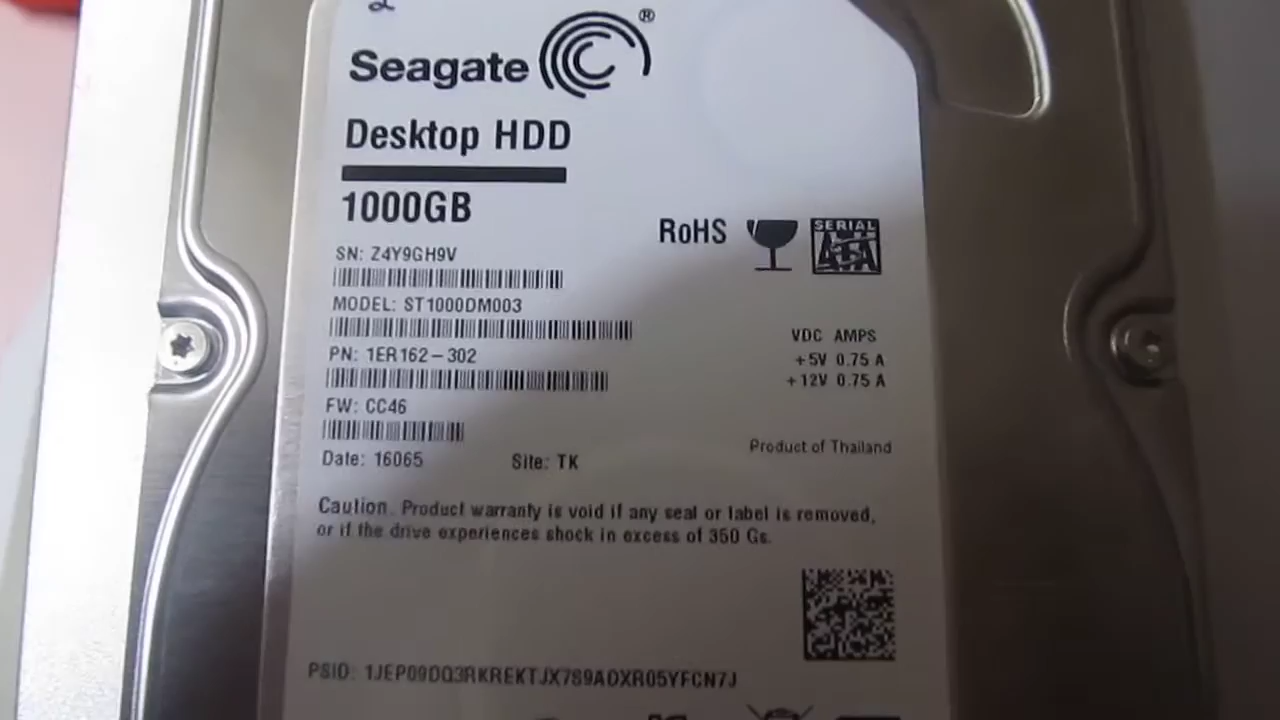 Seagate ®
Desktop HDD
1000GB
RoHS
SERIAL
ATA
SN: Z4Y9GH9V
MODEL: ST1000DM003
VDC AMPS
PN: 1ER162-302
+5V 0.75 A
+12V 0.75 A
FW: CC46
Product of Thailand
Date: 16065
Site: TK
Caution. Product warranty is void if any seal or label is removed,
or if the drive experiences shock in excess of 350 Gs.
PSID: 1JEP09DQ3RKREKTJX789ADXR05YFCN7J